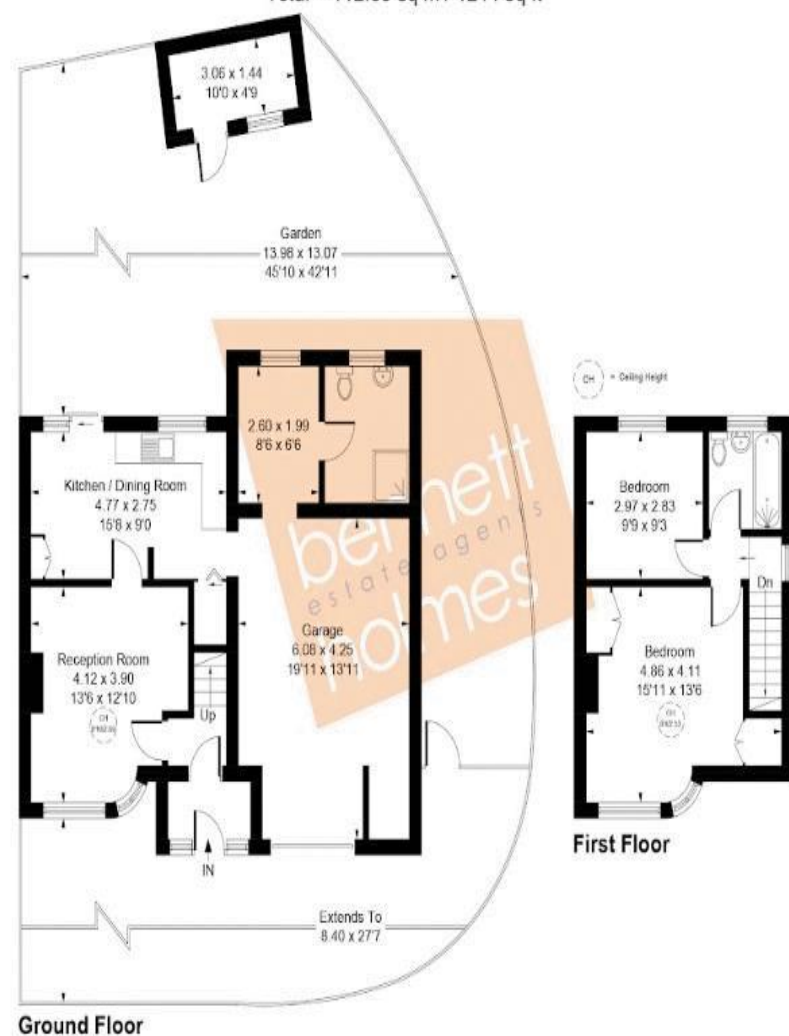 3.06 x 1.44
10'0 x 4'9
Garden
13.98 x 13.07
45'10 x 42'11
2.60 x 1.99
8'6 x 6'6
Kitchen / Dining Room
4.77 x 2.75
15'8 x 9'0
Reception Room
4.12 x 3.90
13'6 x 12'10
CH
Up
Garage
6.08 x 4.25
19'11 x 13'11
IN
Extends To
8.40 x 27'7
Ground Floor
bennett
estate agents
holmes
CH = Ceiling Height
Bedroom
2.97 x 2.83
9'9 x 9'3
Dn
Bedroom
4.86 x 4.11
15'11 x 13'6
CH
First Floor